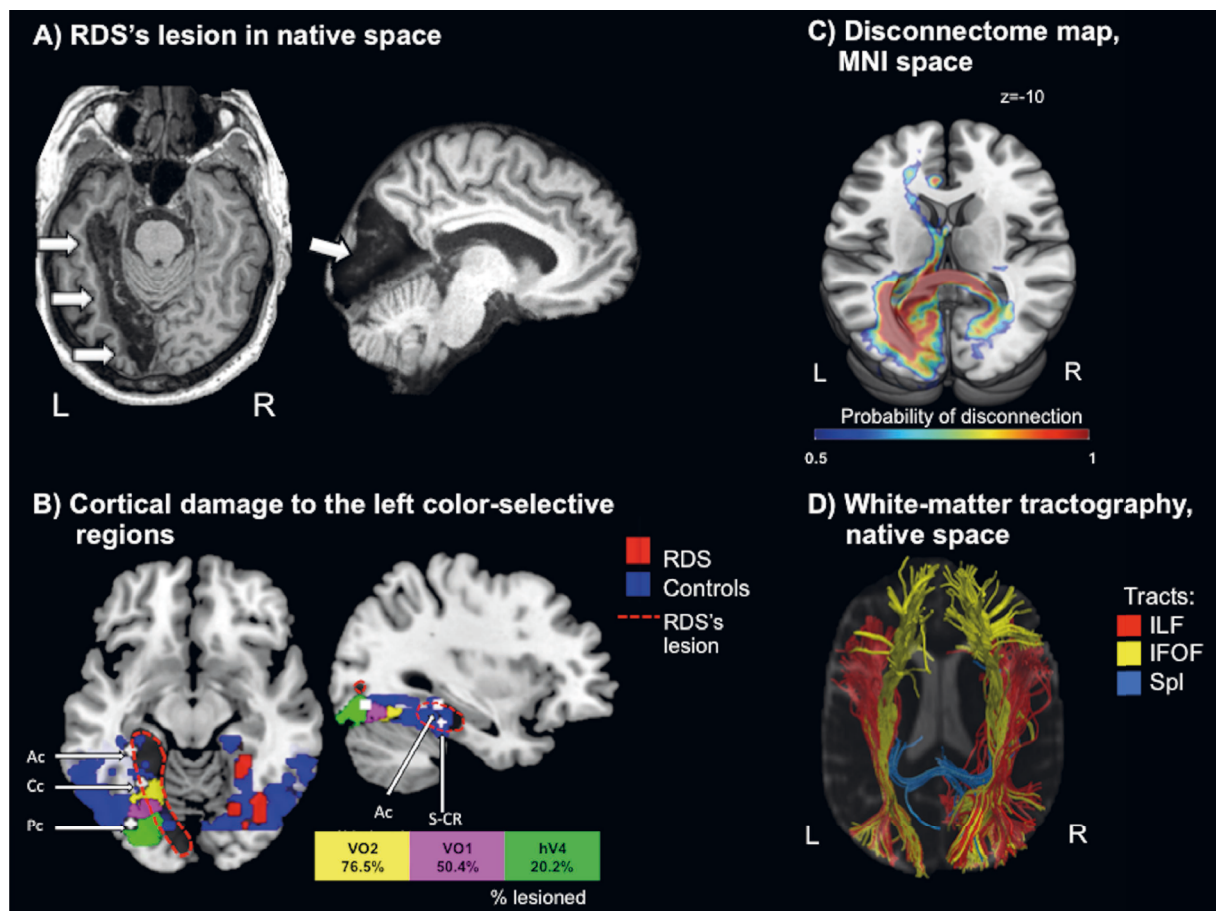 A) RDS's lesion in native space
L
R
C) Disconnectome map,
MNI space
z=-10
L
R
Probability of disconnection
0.5
1
B) Cortical damage to the left color-selective
regions
RDS
Controls
RDS's
lesion
Ac
Cc
Pc
Ac
S-CR
VO2
76.5%
VO1
50.4%
hV4
20.2%
% lesioned
D) White-matter tractography,
native space
Tracts:
ILF
IFOF
Spl
L
R